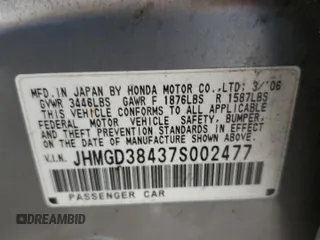 MFD. IN JAPAN BY HONDA MOTOR CO.,LTD: 3/'06
GVWR 3446LBS GAWR F 1876LBS R 1587LBS
THIS VEHICLE CONFORMS TO ALL APPLICABLE
FEDERAL MOTOR VEHICLE SAFETY, BUMPER,
AND THEFT PREVENTION STANDARDS IN EFFECT
ON THE DATE OF MANUFACTURE SHOWN ABOVE.
V.I.N. JHMGD38437S002477
PASSENGER CAR
DREAMBID